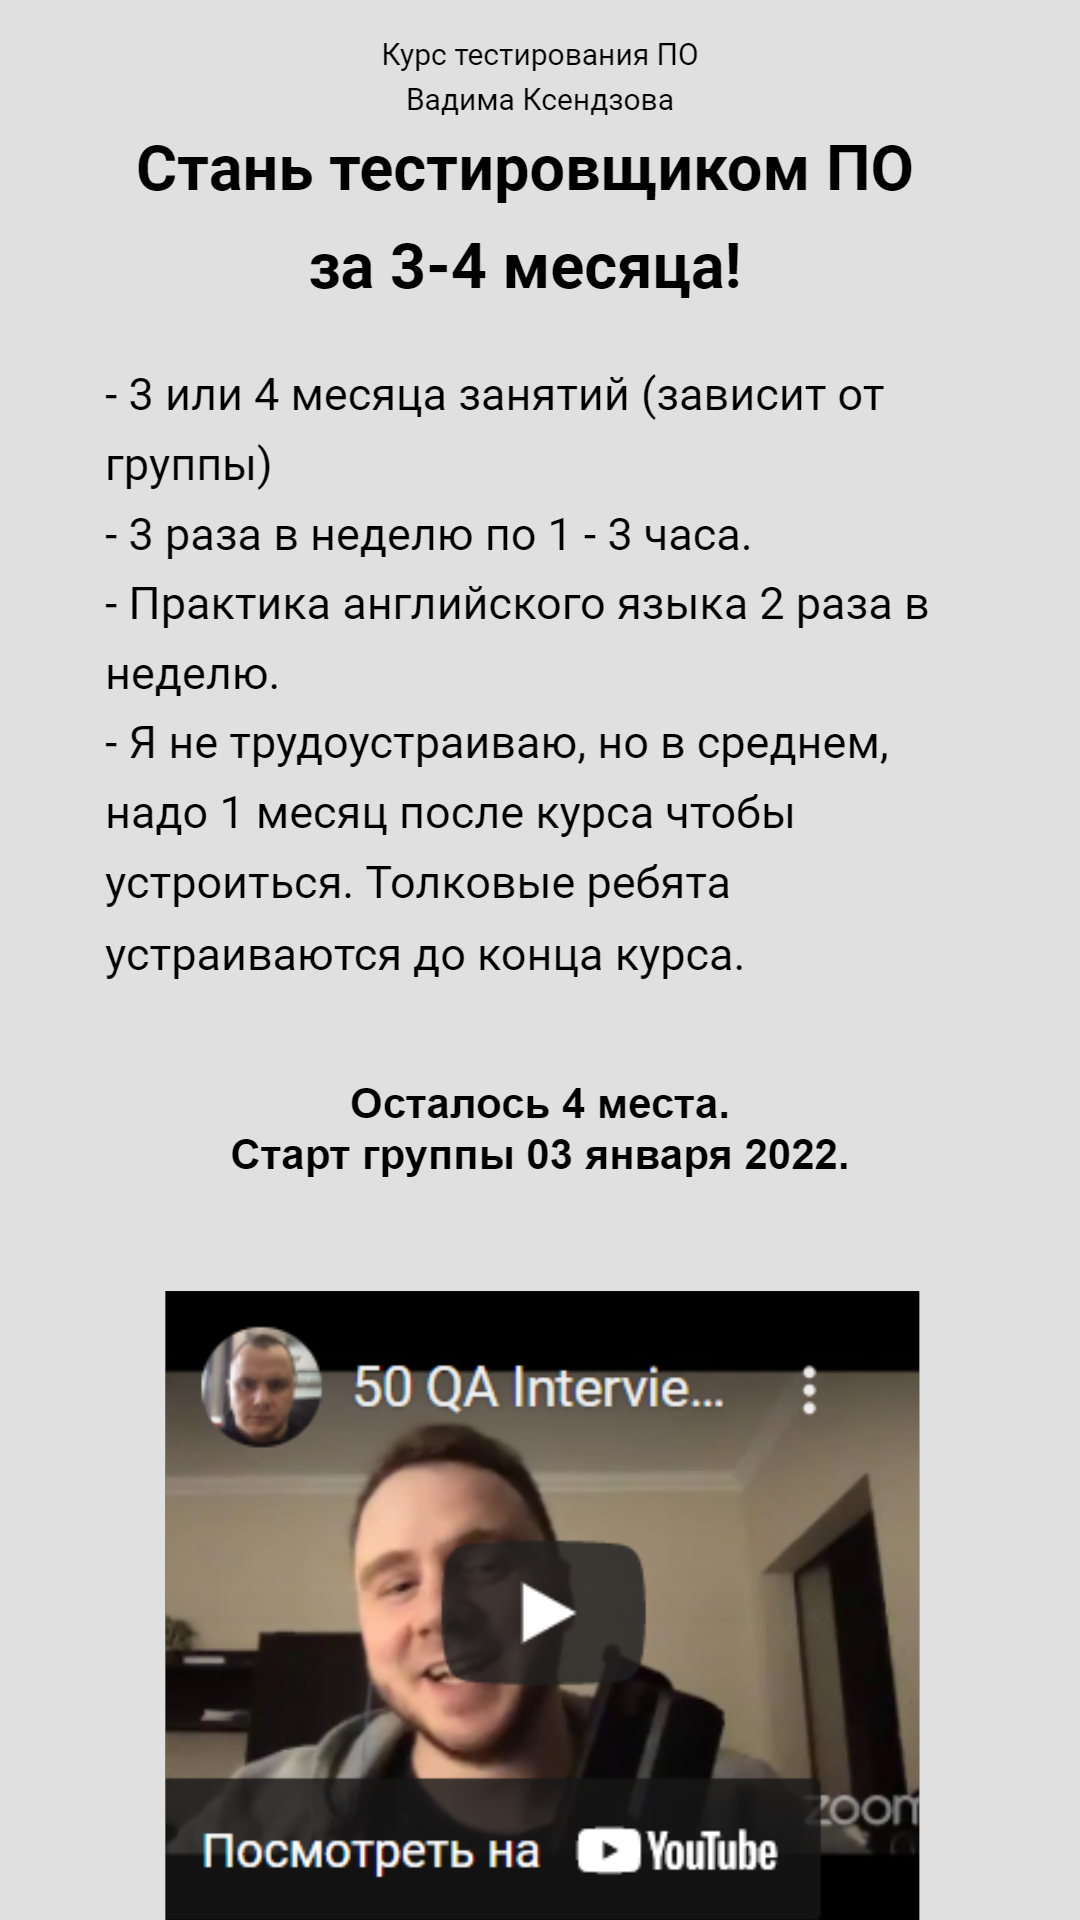 Курс тестирования ПО
Вадима Ксендзова
Стань тестировщиком ПО
за 3-4 месяца!
- 3 или 4 месяца занятий (зависит от
группы)
- 3 раза в неделю по 1 - 3 часа.
- Практика английского языка 2 раза в
неделю.
- Я не трудоустраиваю, но в среднем,
надо 1 месяц после курса чтобы
устроиться. Толковые ребята
устраиваются до конца курса.
Осталось 4 места.
Старт группы 03 января 2022.
50 QA Intervie...
zoom
Посмотреть на YouTube